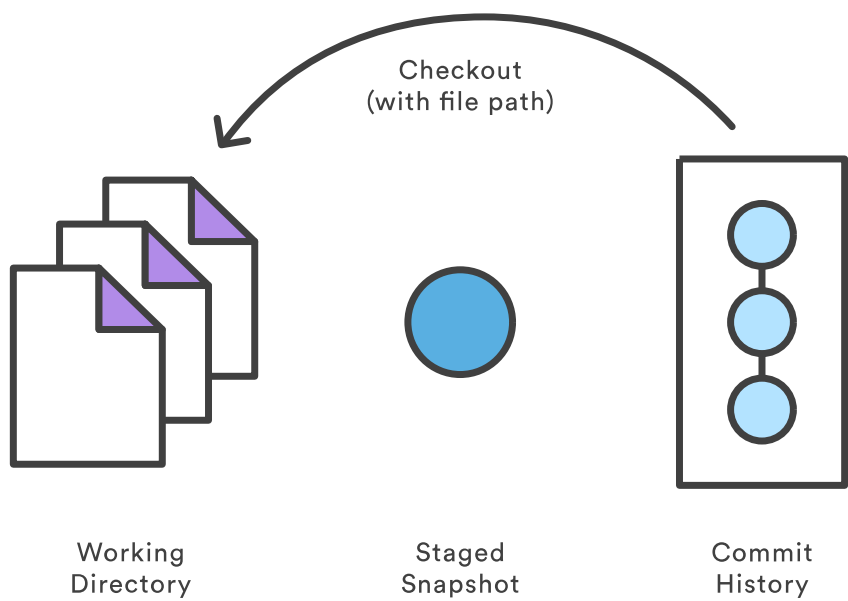 Checkout
(with file path)
Working
Directory
Staged
Snapshot
Commit
History